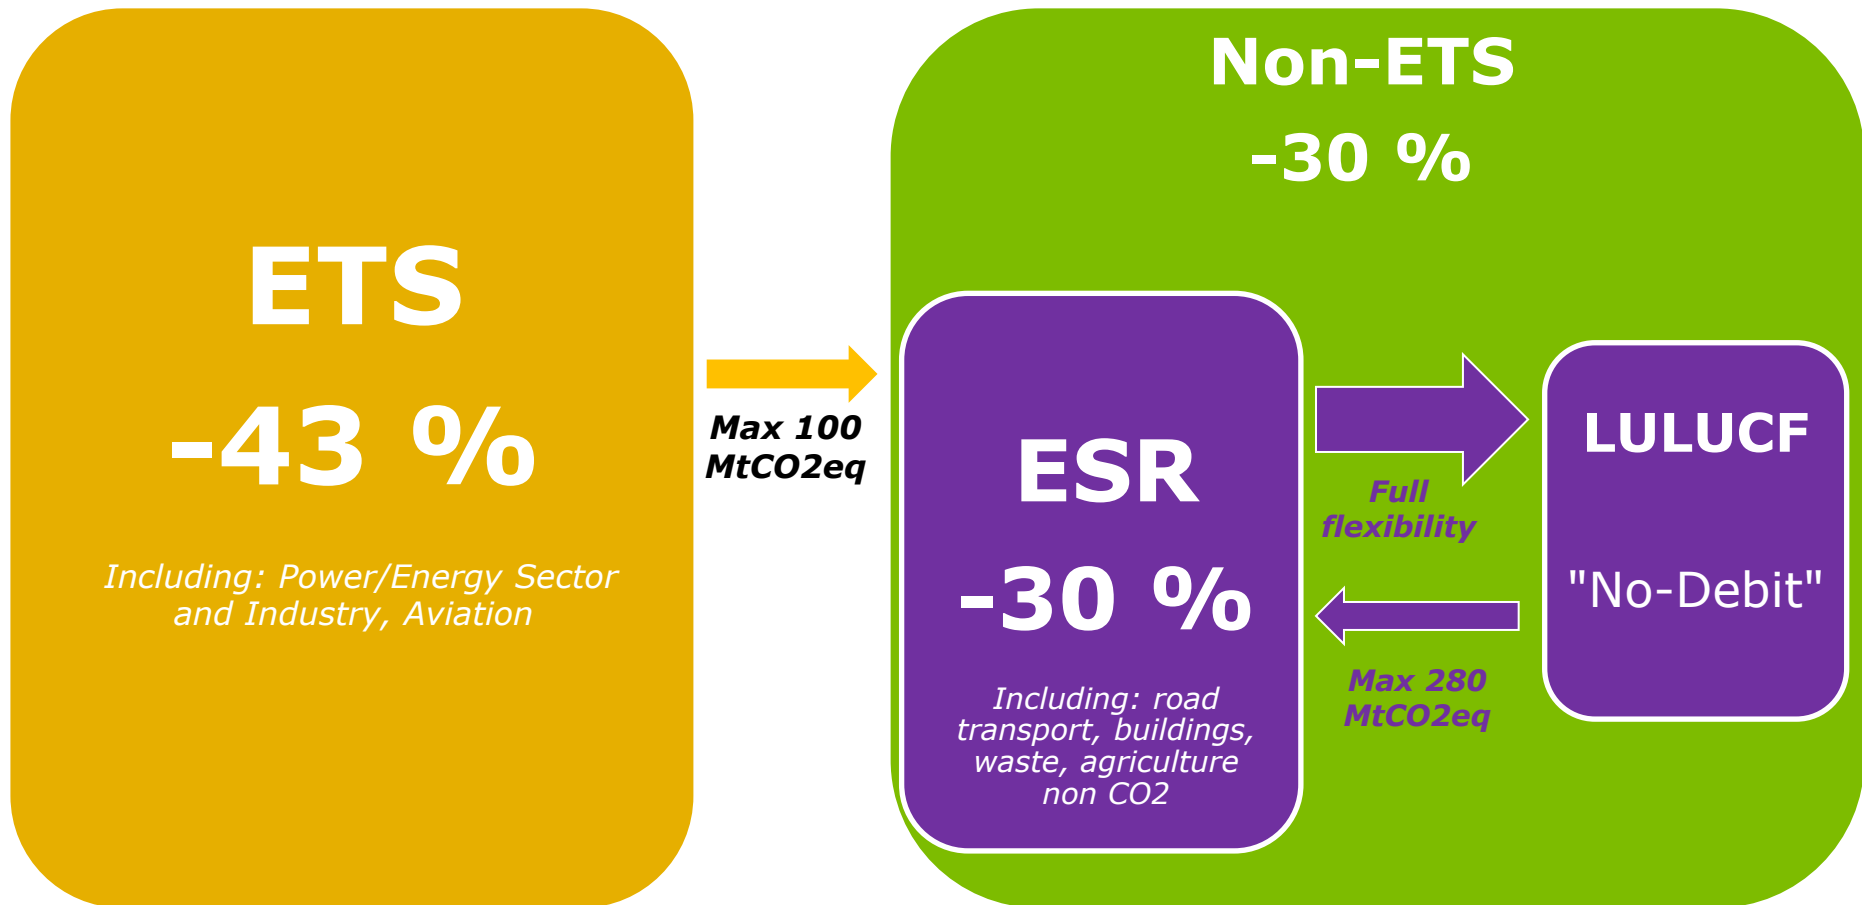 ETS
-43 %
Including: Power/Energy Sector
and Industry, Aviation
Max 100
MtCO2eq
Non-ETS
-30 %
ESR
-30 %
Including: road
transport, buildings,
waste, agriculture
non CO2
Full
flexibility
Max 280
MtCO2eq
LULUCF
"No-Debit"